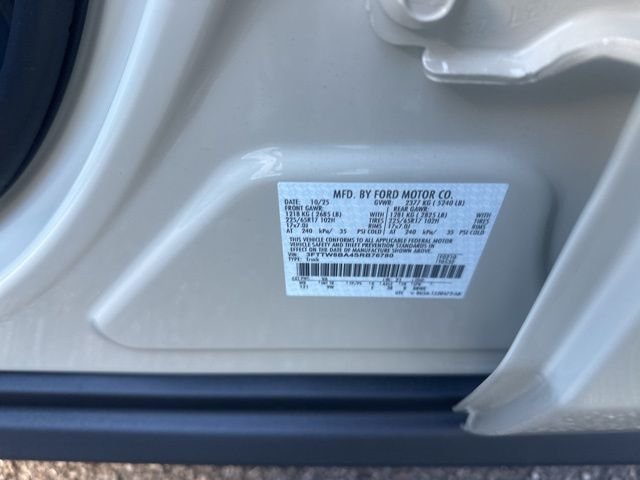 MFD. BY FORD MOTOR CO.
DATE: 10/25 GVWR: 2377 KG ( 5240 LB)
FRONT GAWR: REAR GAWR:
1218 KG ( 2685 LB) WITH 1281 KG ( 2825 LB) WITH
225/65R17 102H TIRES 225/65R17 102H TIRES
17x7.0J RIMS 17x7.0J RIMS
AT 240 kPa/ 35 PSI COLD AT 240 kPa/ 35 PSI COLD
THIS VEHICLE CONFORMS TO ALL APPLICABLE FEDERAL MOTOR
VEHICLE SAFETY AND THEFT PREVENTION STANDARDS IN EFFECT
ON THE DATE OF MANUFACTURE SHOWN ABOVE.
VIN: 3FTTW8BA4SRB76780
TYPE: Truck